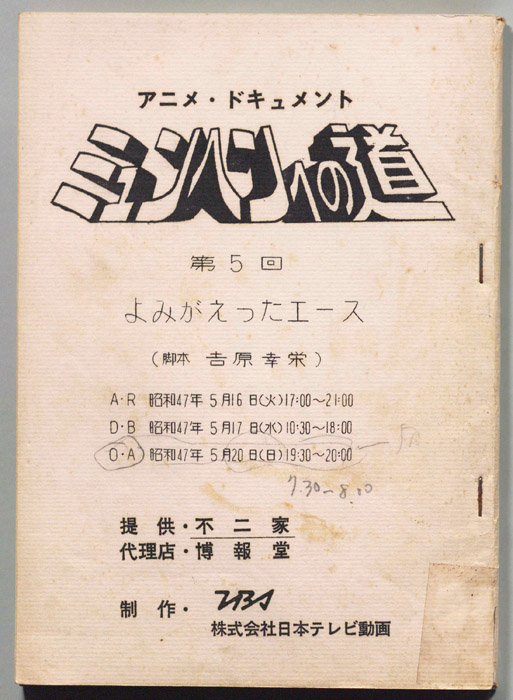 アニメ・ドキュメント
ミュンヘンへの道
第5回
よみがえったエース
(脚本 吉原幸栄)
A・R 昭和47年 5月16日(火)17:00〜21:00
D・B 昭和47年 5月17日(水)10:30〜18:00
O・A 昭和47年 5月20日(日)19:30〜20:00
7.30〜8.00
提供・不二家
代理店・博報堂
制作・TBS
株式会社日本テレビ動画